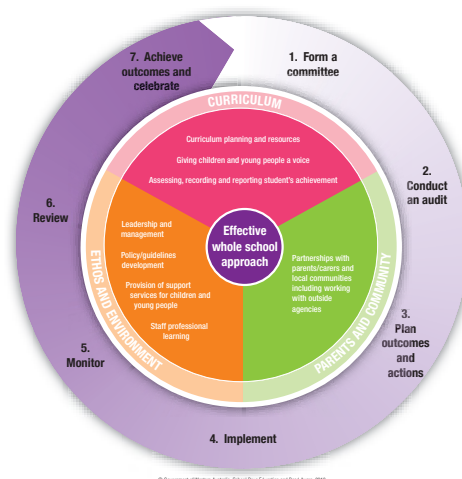 7. Achieve
outcomes and
celebrate
1. Form a
committee
CURRICULUM
Curriculum planning and resources
Giving children and young people a voice
Assessing, recording and reporting student's achievement
2.
Conduct
an audit
6.
Review
Leadership and
management
Policy/guidelines
development
Provision of support
services for children and
young people
Staff professional
learning
Effective
whole school
approach
Partnerships with
parents/carers and
local communities
including working
with outside
agencies
ETHOS AND ENVIRONMENT
PARENTS AND COMMUNITY
3.
Plan
outcomes
and
actions
5.
Monitor
4. Implement